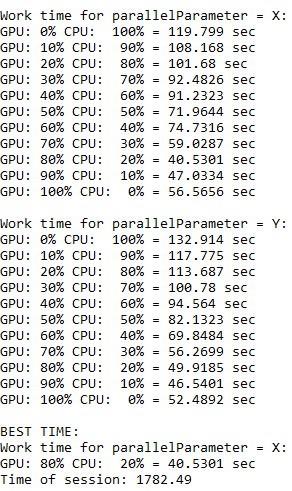 Work time for parallelParameter = X:
GPU: 0% CPU:  100% = 119.799 sec
GPU: 10% CPU:  90% = 108.168 sec
GPU: 20% CPU:  80% = 101.68 sec
GPU: 30% CPU:  70% = 92.4826 sec
GPU: 40% CPU:  60% = 91.2323 sec
GPU: 50% CPU:  50% = 71.9644 sec
GPU: 60% CPU:  40% = 74.7316 sec
GPU: 70% CPU:  30% = 59.0287 sec
GPU: 80% CPU:  20% = 40.5301 sec
GPU: 90% CPU:  10% = 47.0334 sec
GPU: 100% CPU:  0% = 56.5656 sec

Work time for parallelParameter = Y:
GPU: 0% CPU:  100% = 132.914 sec
GPU: 10% CPU:  90% = 117.775 sec
GPU: 20% CPU:  80% = 113.687 sec
GPU: 30% CPU:  70% = 100.78 sec
GPU: 40% CPU:  60% = 94.564 sec
GPU: 50% CPU:  50% = 82.1323 sec
GPU: 60% CPU:  40% = 69.8484 sec
GPU: 70% CPU:  30% = 56.2699 sec
GPU: 80% CPU:  20% = 49.9185 sec
GPU: 90% CPU:  10% = 46.5401 sec
GPU: 100% CPU:  0% = 52.4892 sec

BEST TIME:
Work time for parallelParameter = X:
GPU: 80% CPU:  20% = 40.5301 sec
Time of session: 1782.49